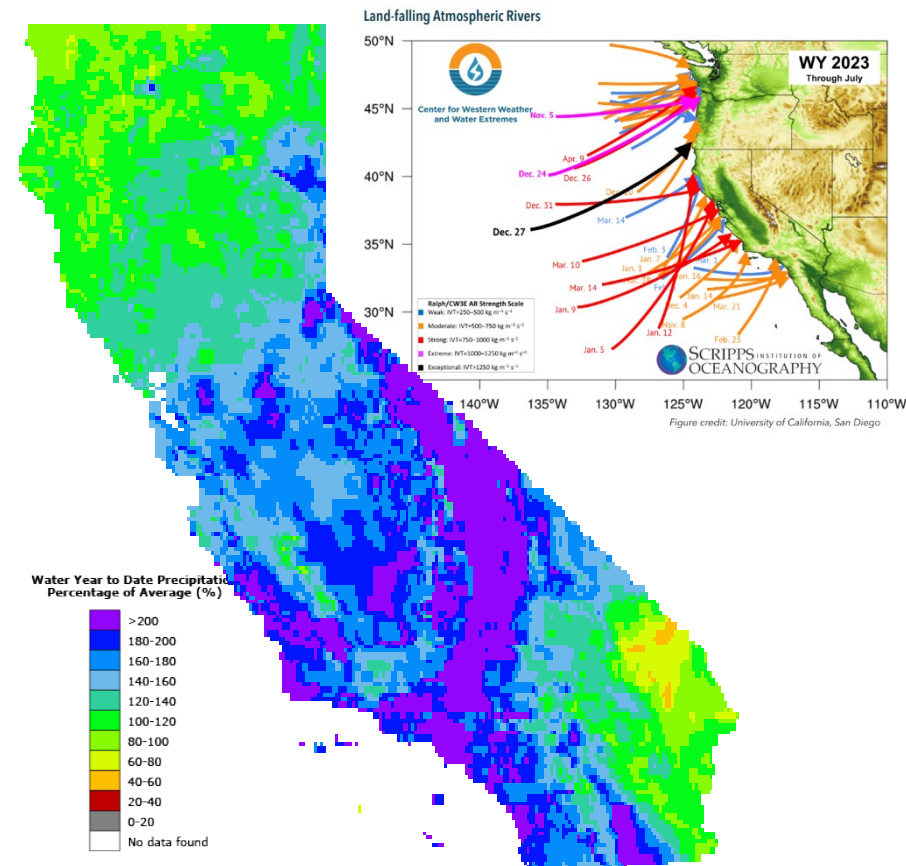 Land-falling Atmospheric Rivers
50°N
45°N
40°N
35°N
30°N
WY 2023
Through July
Center for Western Weather
and Water Extremes
Nov. 5
Apr. 9
Dec. 24
Dec. 26
Dec. 31
Mar. 14
Dec. 27
Feb. 3
Mar. 10
Jan. 7
Jan. 1
Mar. 1
Jan. 16
Mar. 14
Jan. 14
Mar. 21
Jan. 9
Nov. 8
Jan. 12
Feb. 25
Jan. 5
Ralph/CW3E AR Strength Scale
Weak: IVT=250–500 kg m⁻¹ s⁻¹
Moderate: IVT=500–750 kg m⁻¹ s⁻¹
Strong: IVT=750–1000 kg m⁻¹ s⁻¹
Extreme: IVT=1000–1250 kg m⁻¹ s⁻¹
Exceptional: IVT>1250 kg m⁻¹ s⁻¹
SCRIPPS INSTITUTION OF
OCEANOGRAPHY
140°W 135°W 130°W 125°W 120°W 115°W 110°W
Figure credit: University of California, San Diego
Water Year to Date Precipitatio
Percentage of Average (%)
>200
180-200
160-180
140-160
120-140
100-120
80-100
60-80
40-60
20-40
0-20
No data found